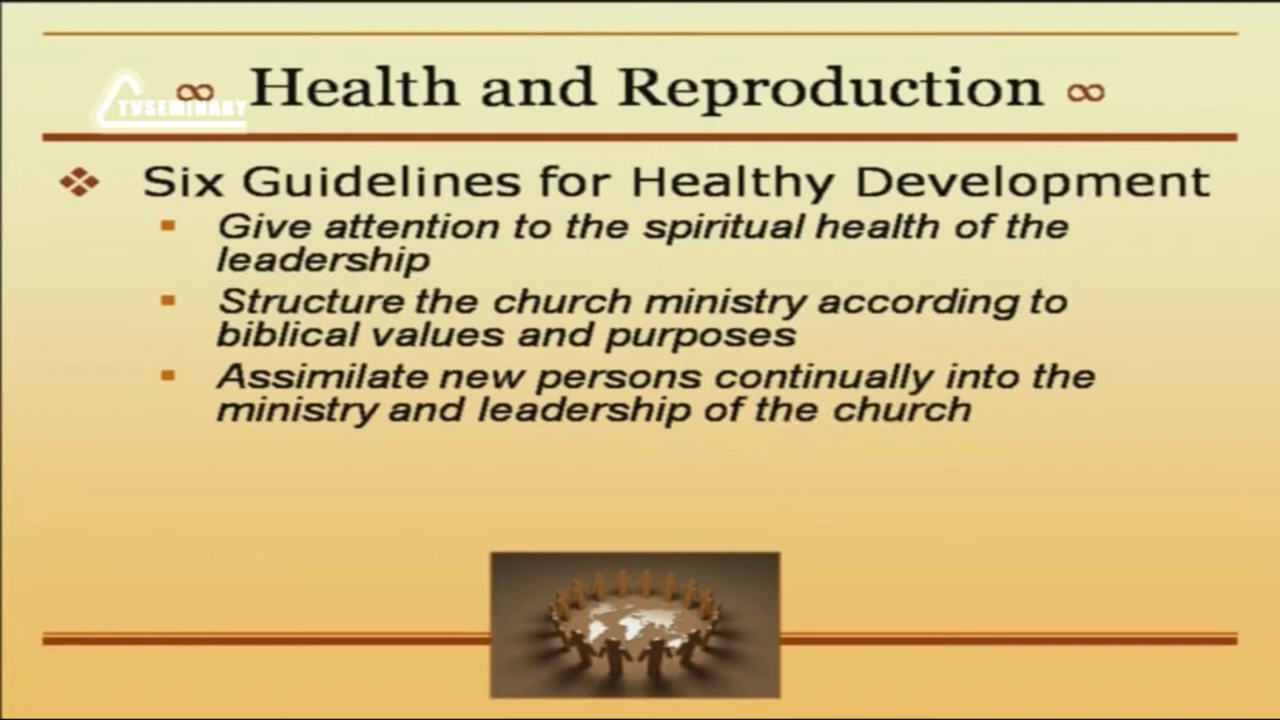 ∞ Health and Reproduction ∞
TVSEMINARY
Six Guidelines for Healthy Development
Give attention to the spiritual health of the
leadership
Structure the church ministry according to
biblical values and purposes
Assimilate new persons continually into the
ministry and leadership of the church